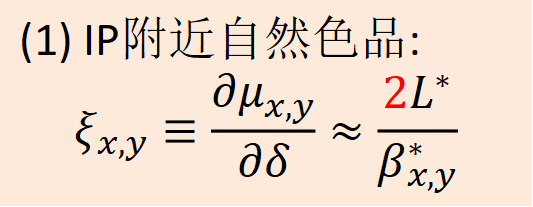 (1) IP附近自然色品:
ξx,y ≡ ∂μx,y / ∂δ ≈ 2L* / β*x,y